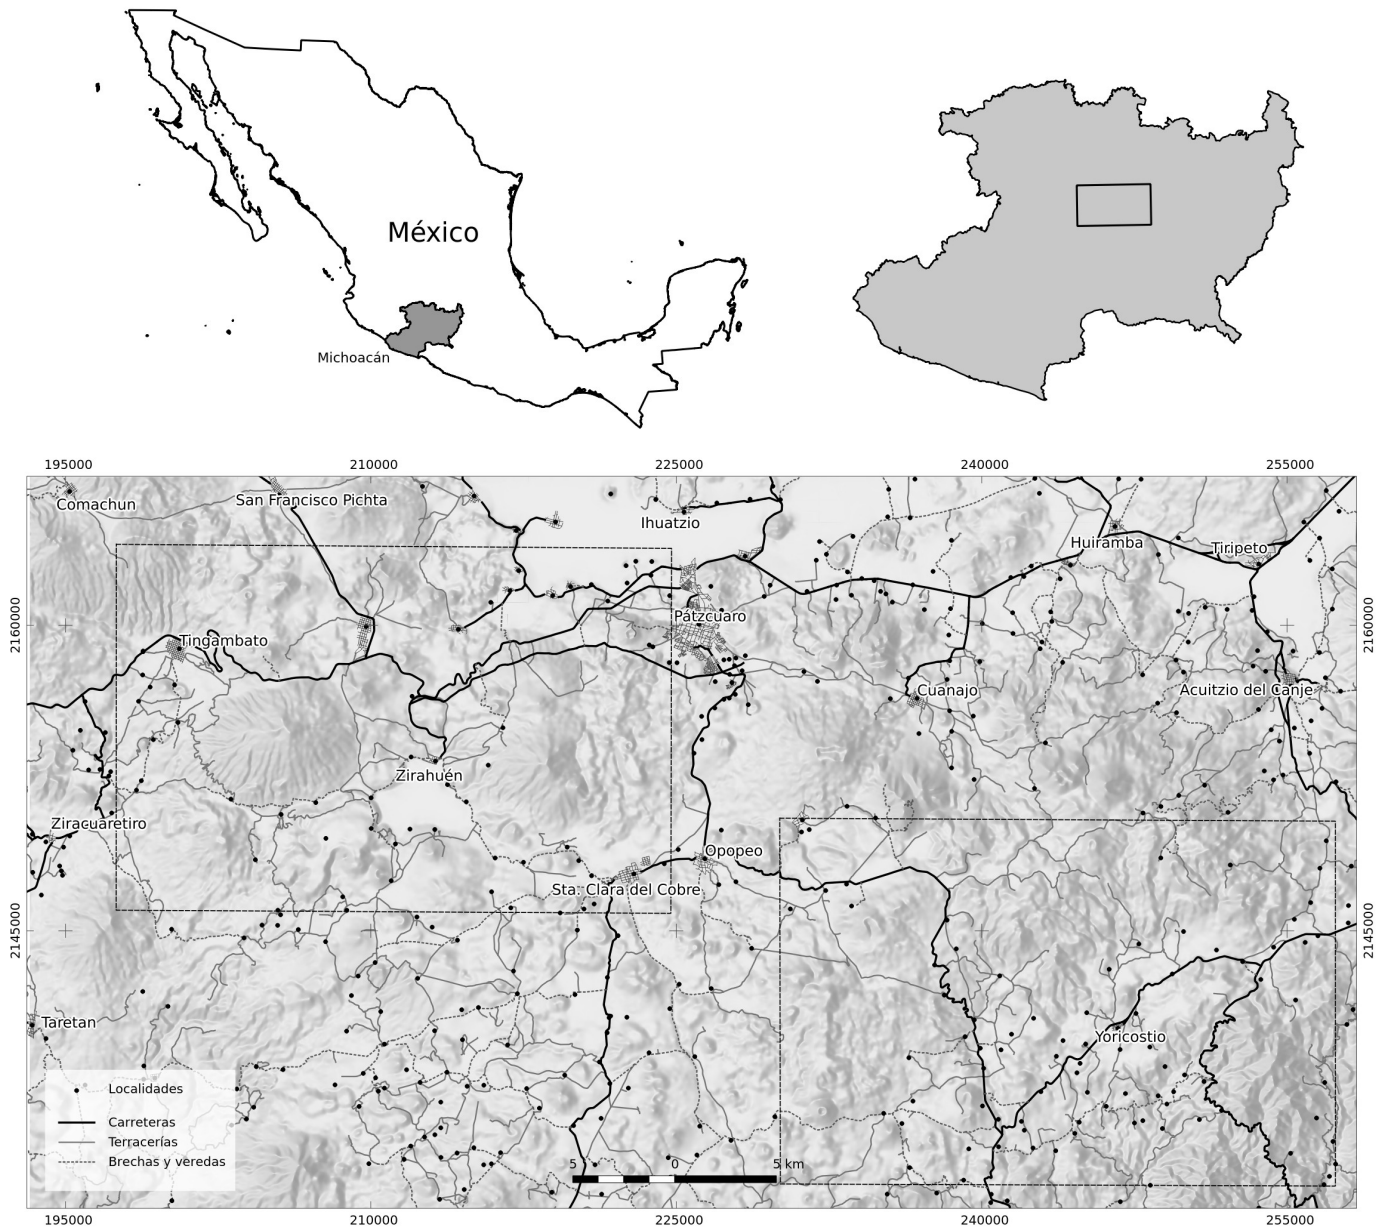 México
Michoacán
195000 210000 225000 240000 255000
Comachun
San Francisco Pichta
Ihuatzio
Huiramba
Tiripeto
2160000
2160000
Pátzcuaro
Tingambato
Cuanajo
Acuitzio del Canje
Zirahuén
Ziracuaretiro
Opopeo
Sta. Clara del Cobre
2145000
2145000
Taretan
Yoricostio
Localidades
Carreteras
Terracerías
Brechas y veredas
5 0 5 km
195000 210000 225000 240000 255000